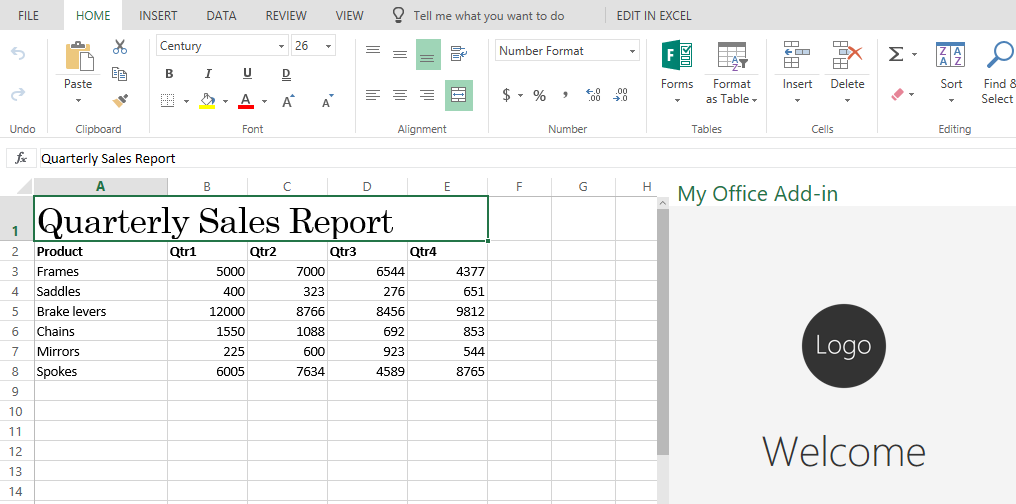 FILE HOME INSERT DATA REVIEW VIEW Tell me what you want to do EDIT IN EXCEL
Century 26 Number Format
B I U D
A A A $ % , .00 .00
Paste Forms Format as Table Insert Delete Sort Find & Select
Undo Clipboard Font Alignment Number Tables Cells Editing
fx Quarterly Sales Report
A B C D E F G H
My Office Add-in
1 Quarterly Sales Report
2 Product Qtr1 Qtr2 Qtr3 Qtr4
3 Frames 5000 7000 6544 4377
4 Saddles 400 323 276 651
5 Brake levers 12000 8766 8456 9812
6 Chains 1550 1088 692 853
7 Mirrors 225 600 923 544
8 Spokes 6005 7634 4589 8765
9
10
11
12
13
14
Logo
Welcome